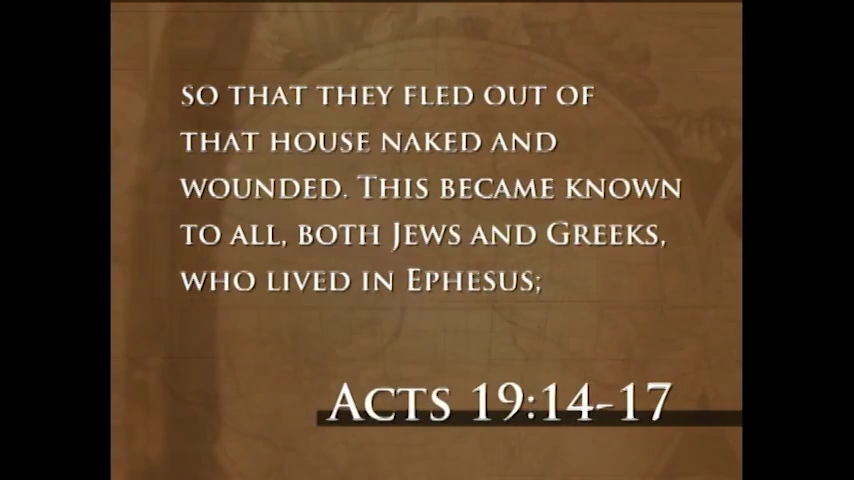 so that they fled out of
that house naked and
wounded. This became known
to all, both Jews and Greeks,
who lived in Ephesus;
Acts 19:14-17